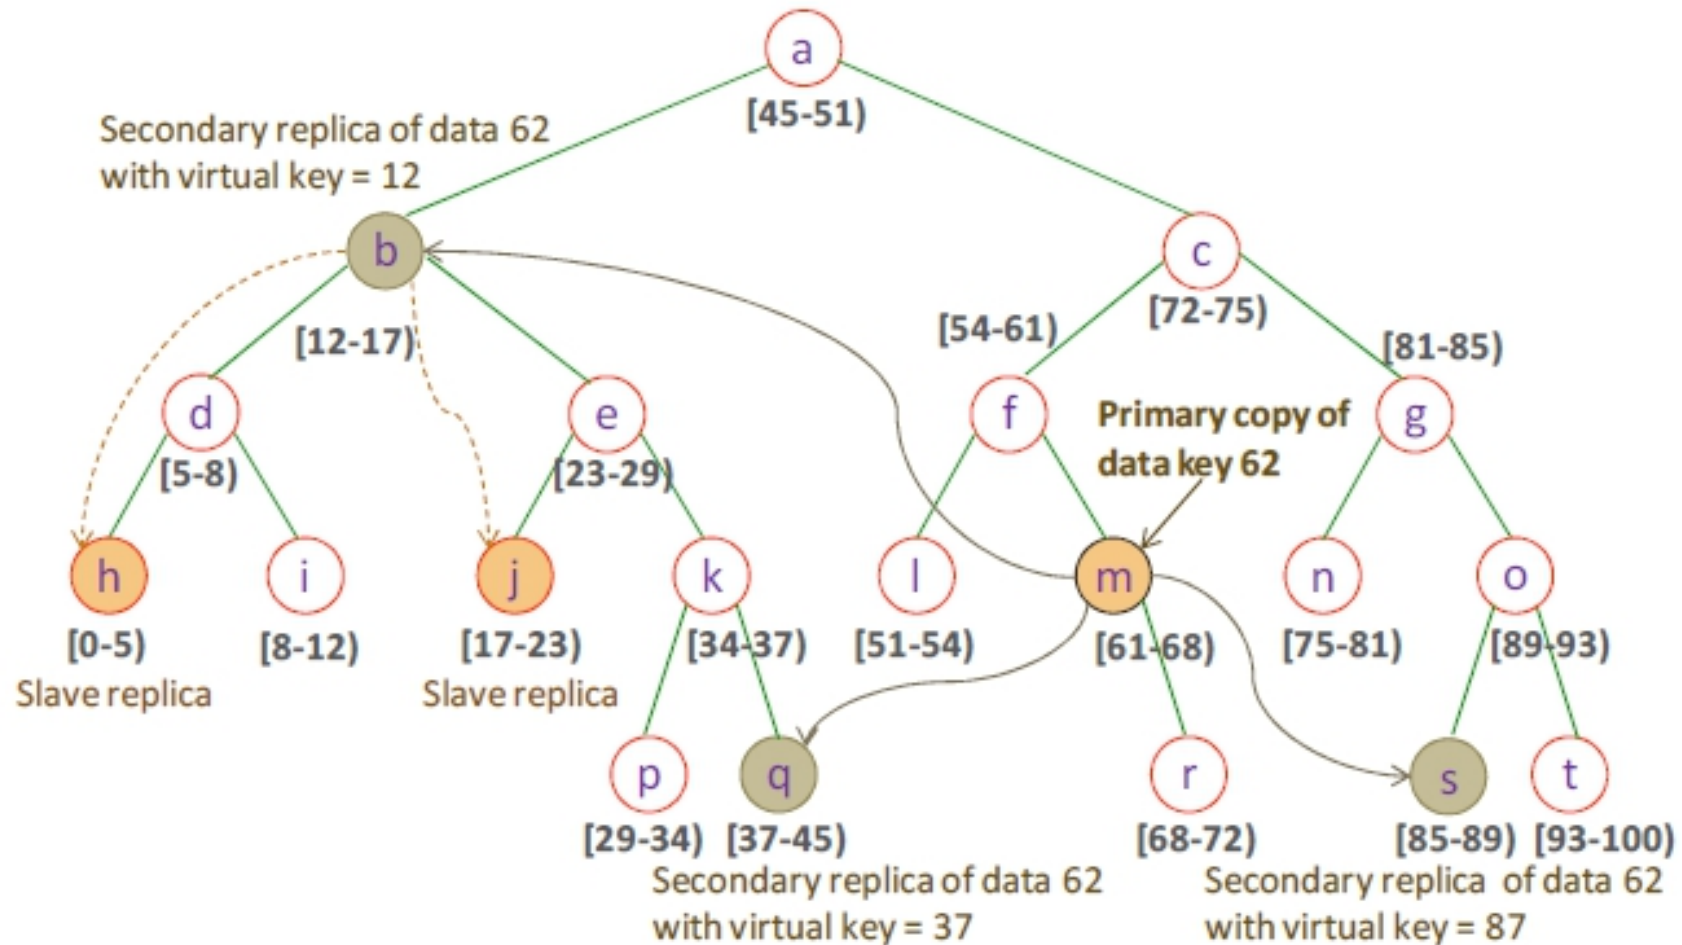 a
[45-51)
Secondary replica of data 62
with virtual key = 12
b
c
[12-17)
[54-61)
[72-75)
[81-85)
d
e
f
Primary copy of
data key 62
g
[5-8)
[23-29)
h
i
j
k
l
m
n
o
[0-5)
[8-12)
[17-23)
[34-37)
[51-54)
[61-68)
[75-81)
[89-93)
Slave replica
Slave replica
p
q
r
s
t
[29-34)
[37-45)
[68-72)
[85-89)
[93-100)
Secondary replica of data 62
with virtual key = 37
Secondary replica of data 62
with virtual key = 87